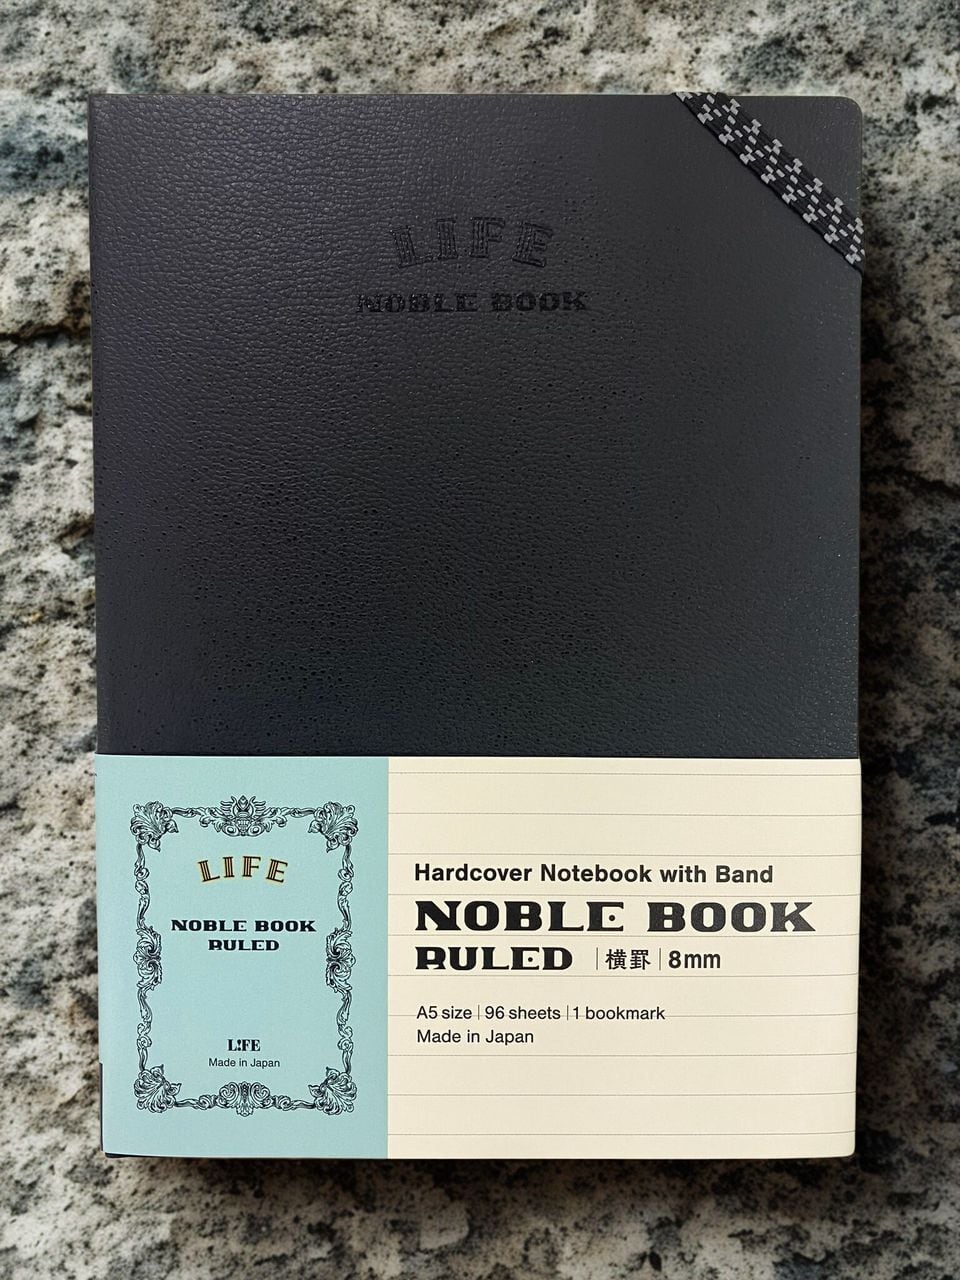 LIFE
NOBLE BOOK
LIFE
NOBLE BOOK
RULED
L!FE
Made in Japan
Hardcover Notebook with Band
NOBLE BOOK
RULED | 横罫 | 8mm
A5 size | 96 sheets | 1 bookmark
Made in Japan